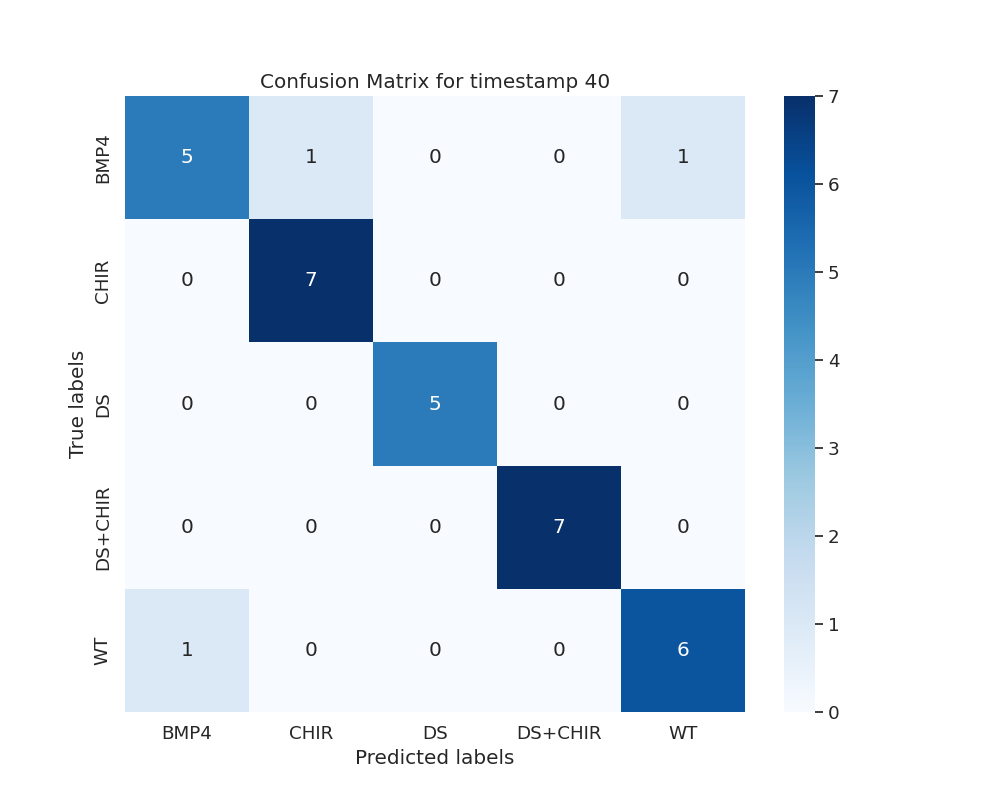 Confusion Matrix for timestamp 40
True labels
BMP4 5 1 0 0 1
CHIR 0 7 0 0 0
DS 0 0 5 0 0
DS+CHIR 0 0 0 7 0
WT 1 0 0 0 6
BMP4 CHIR DS DS+CHIR WT
Predicted labels
7
6
5
4
3
2
1
0